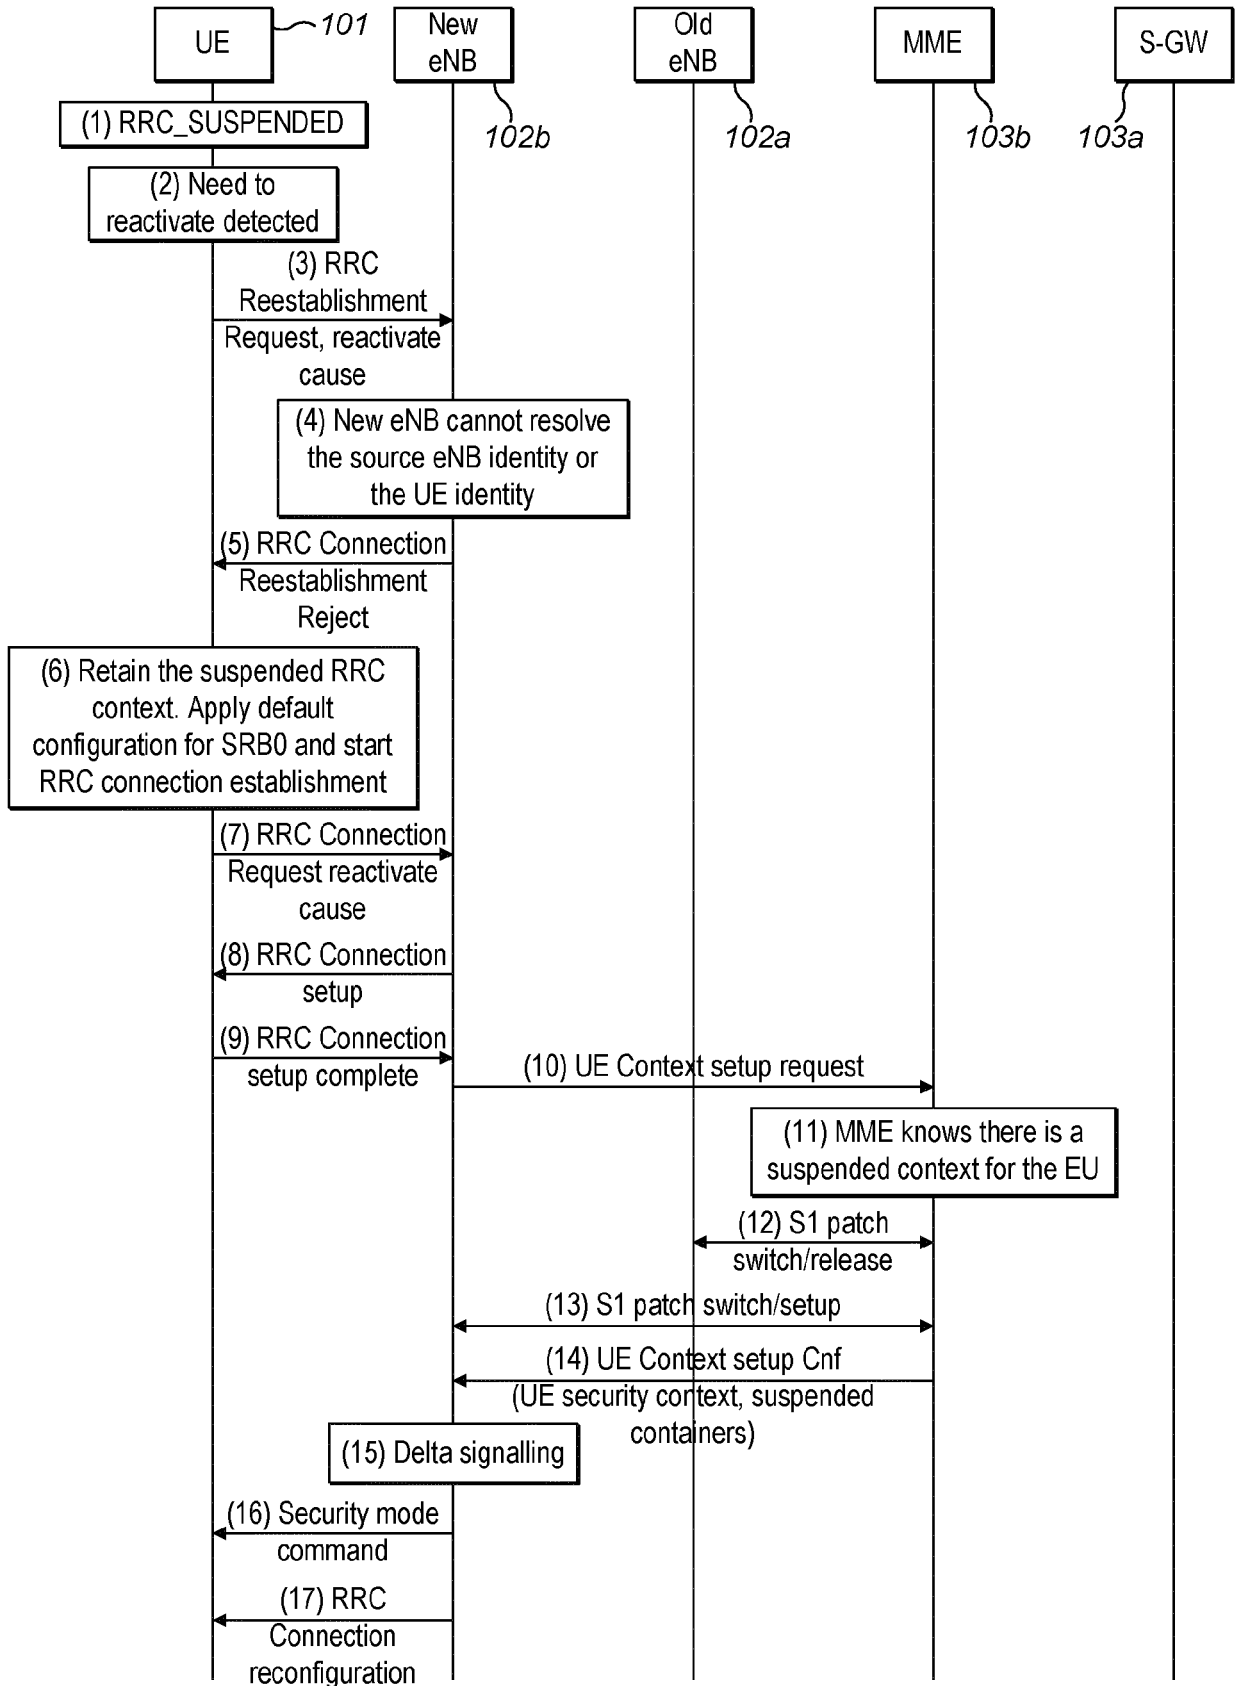 UE
101
New
eNB
102b
Old
eNB
102a
MME
103b
S-GW
103a
(1) RRC_SUSPENDED
(2) Need to
reactivate detected
(3) RRC
Reestablishment
Request, reactivate
cause
(4) New eNB cannot resolve
the source eNB identity or
the UE identity
(5) RRC Connection
Reestablishment
Reject
(6) Retain the suspended RRC
context. Apply default
configuration for SRB0 and start
RRC connection establishment
(7) RRC Connection
Request reactivate
cause
(8) RRC Connection
setup
(9) RRC Connection
setup complete
(10) UE Context setup request
(11) MME knows there is a
suspended context for the EU
(12) S1 patch
switch/release
(13) S1 patch switch/setup
(14) UE Context setup Cnf
(UE security context, suspended
containers)
(15) Delta signalling
(16) Security mode
command
(17) RRC
Connection
reconfiguration